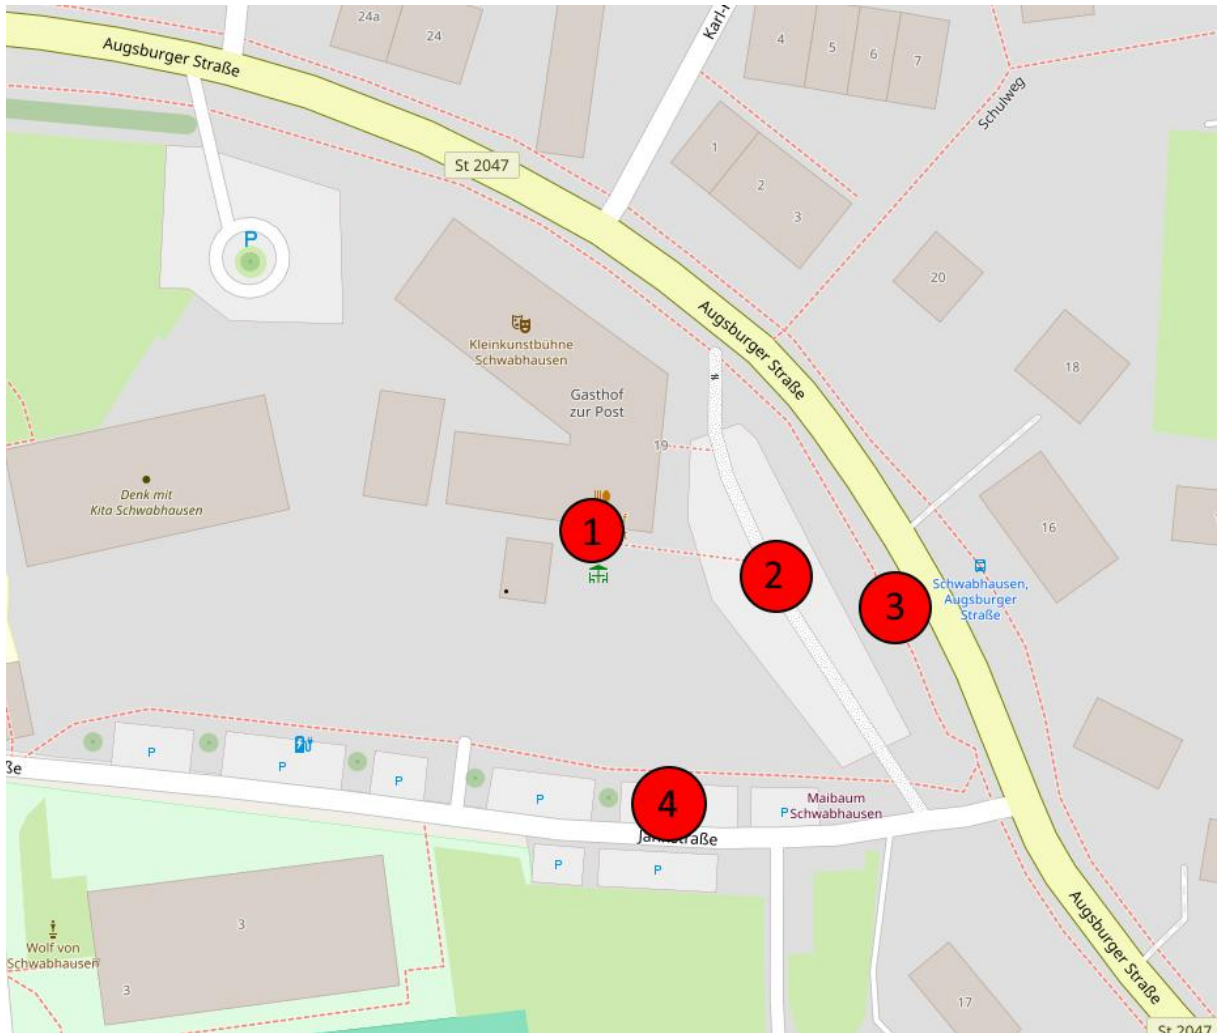 24a
24
Augsburger Straße
Karl-
4
5
6
7
Schulweg
St 2047
1
2
3
P
20
Kleinkunstbühne
Schwabhausen
Augsburger Straße
18
Gasthof
zur Post
19
Denk mit
Kita Schwabhausen
16
1
2
3
Schwabhausen,
Augsburger
Straße
ße
P
P
P
P
4
P
Maibaum
Schwabhausen
P
P
3
Wolf von
Schwabhausen
3
Augsburger Straße
17
St 2047